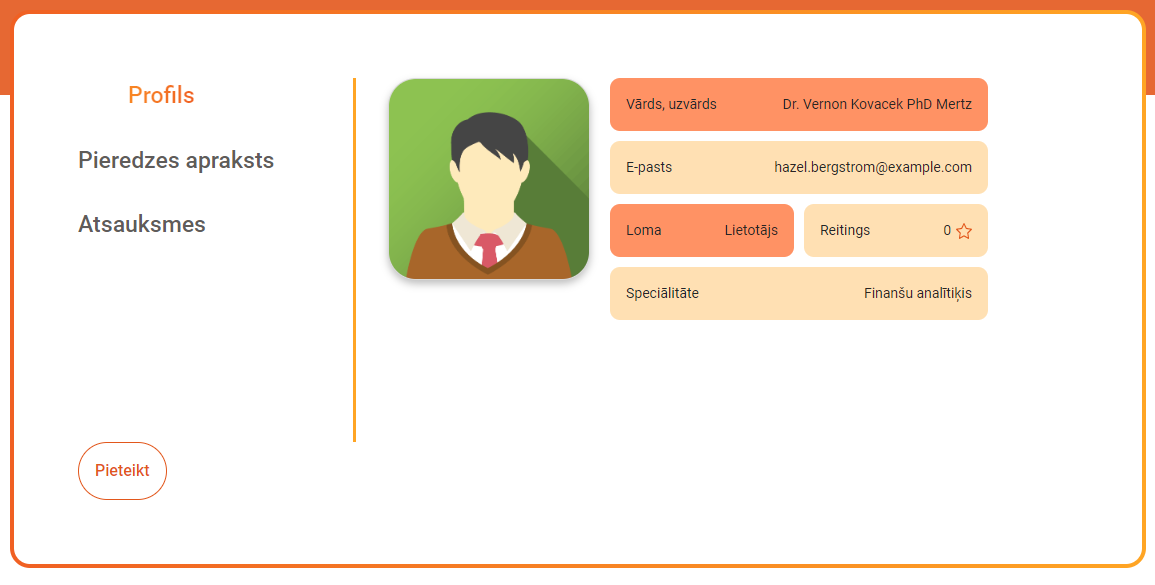 Profils
Pieredzes apraksts
Atsauksmes
Pieteikt
Vārds, uzvārds Dr. Vernon Kovacek PhD Mertz
E-pasts hazel.bergstrom@example.com
Loma Lietotājs Reitings 0
Speciālitāte Finanšu analītiķis